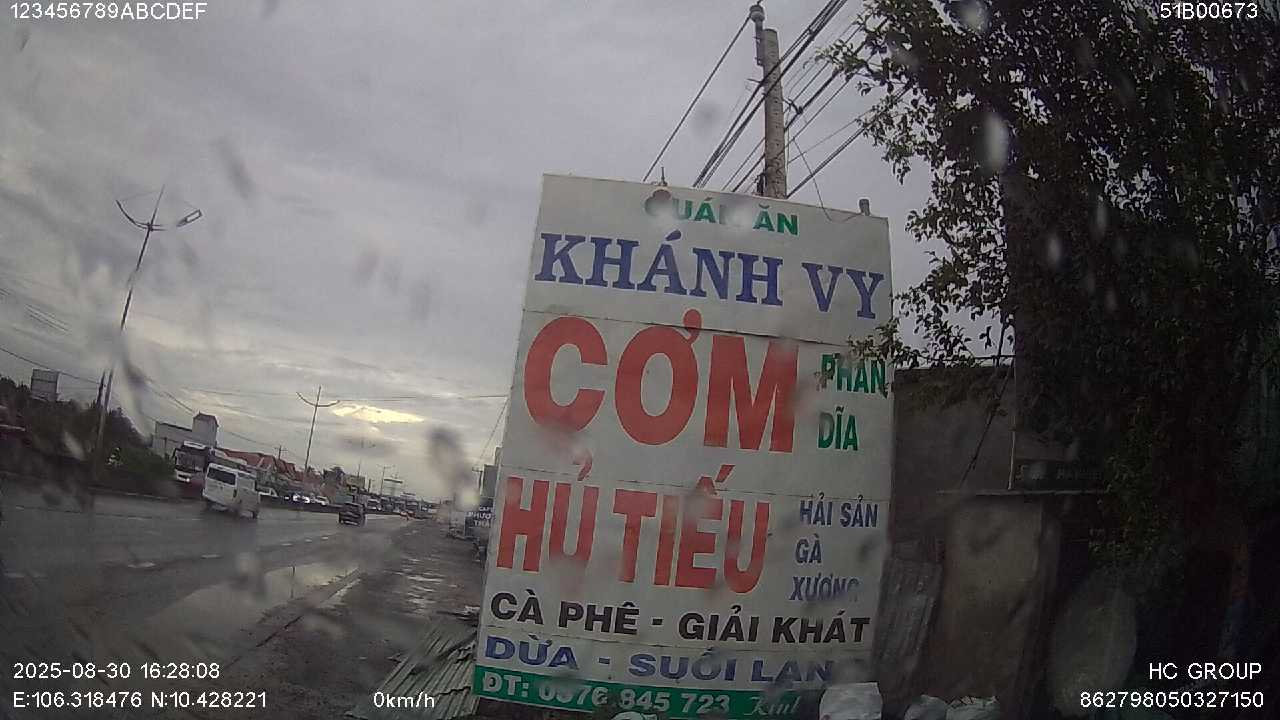 123456789ABCDEF
51B00673
QUÁN ĂN
KHÁNH VY
CƠM
PHẦN
DĨA
HỦ TIẾU
HẢI SẢN
GÀ
XƯƠNG
CÀ PHÊ - GIẢI KHÁT
DỪA - SUỐI LẠN
ĐT: 0376 845 723
CAFE
2025-08-30 16:28:08
HC GROUP
E:106.318476 N:10.428221
0km/h
862798050327150